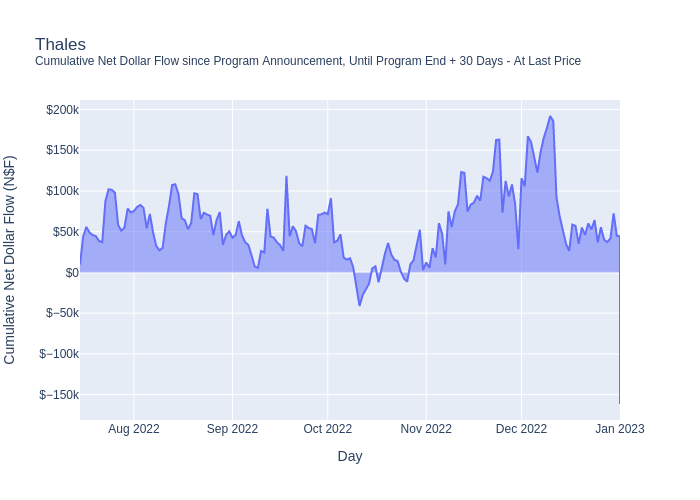 Thales
Cumulative Net Dollar Flow since Program Announcement, Until Program End + 30 Days - At Last Price
Cumulative Net Dollar Flow (N$F)
$200k
$150k
$100k
$50k
$0
$−50k
$−100k
$−150k
Aug 2022
Sep 2022
Oct 2022
Nov 2022
Dec 2022
Jan 2023
Day